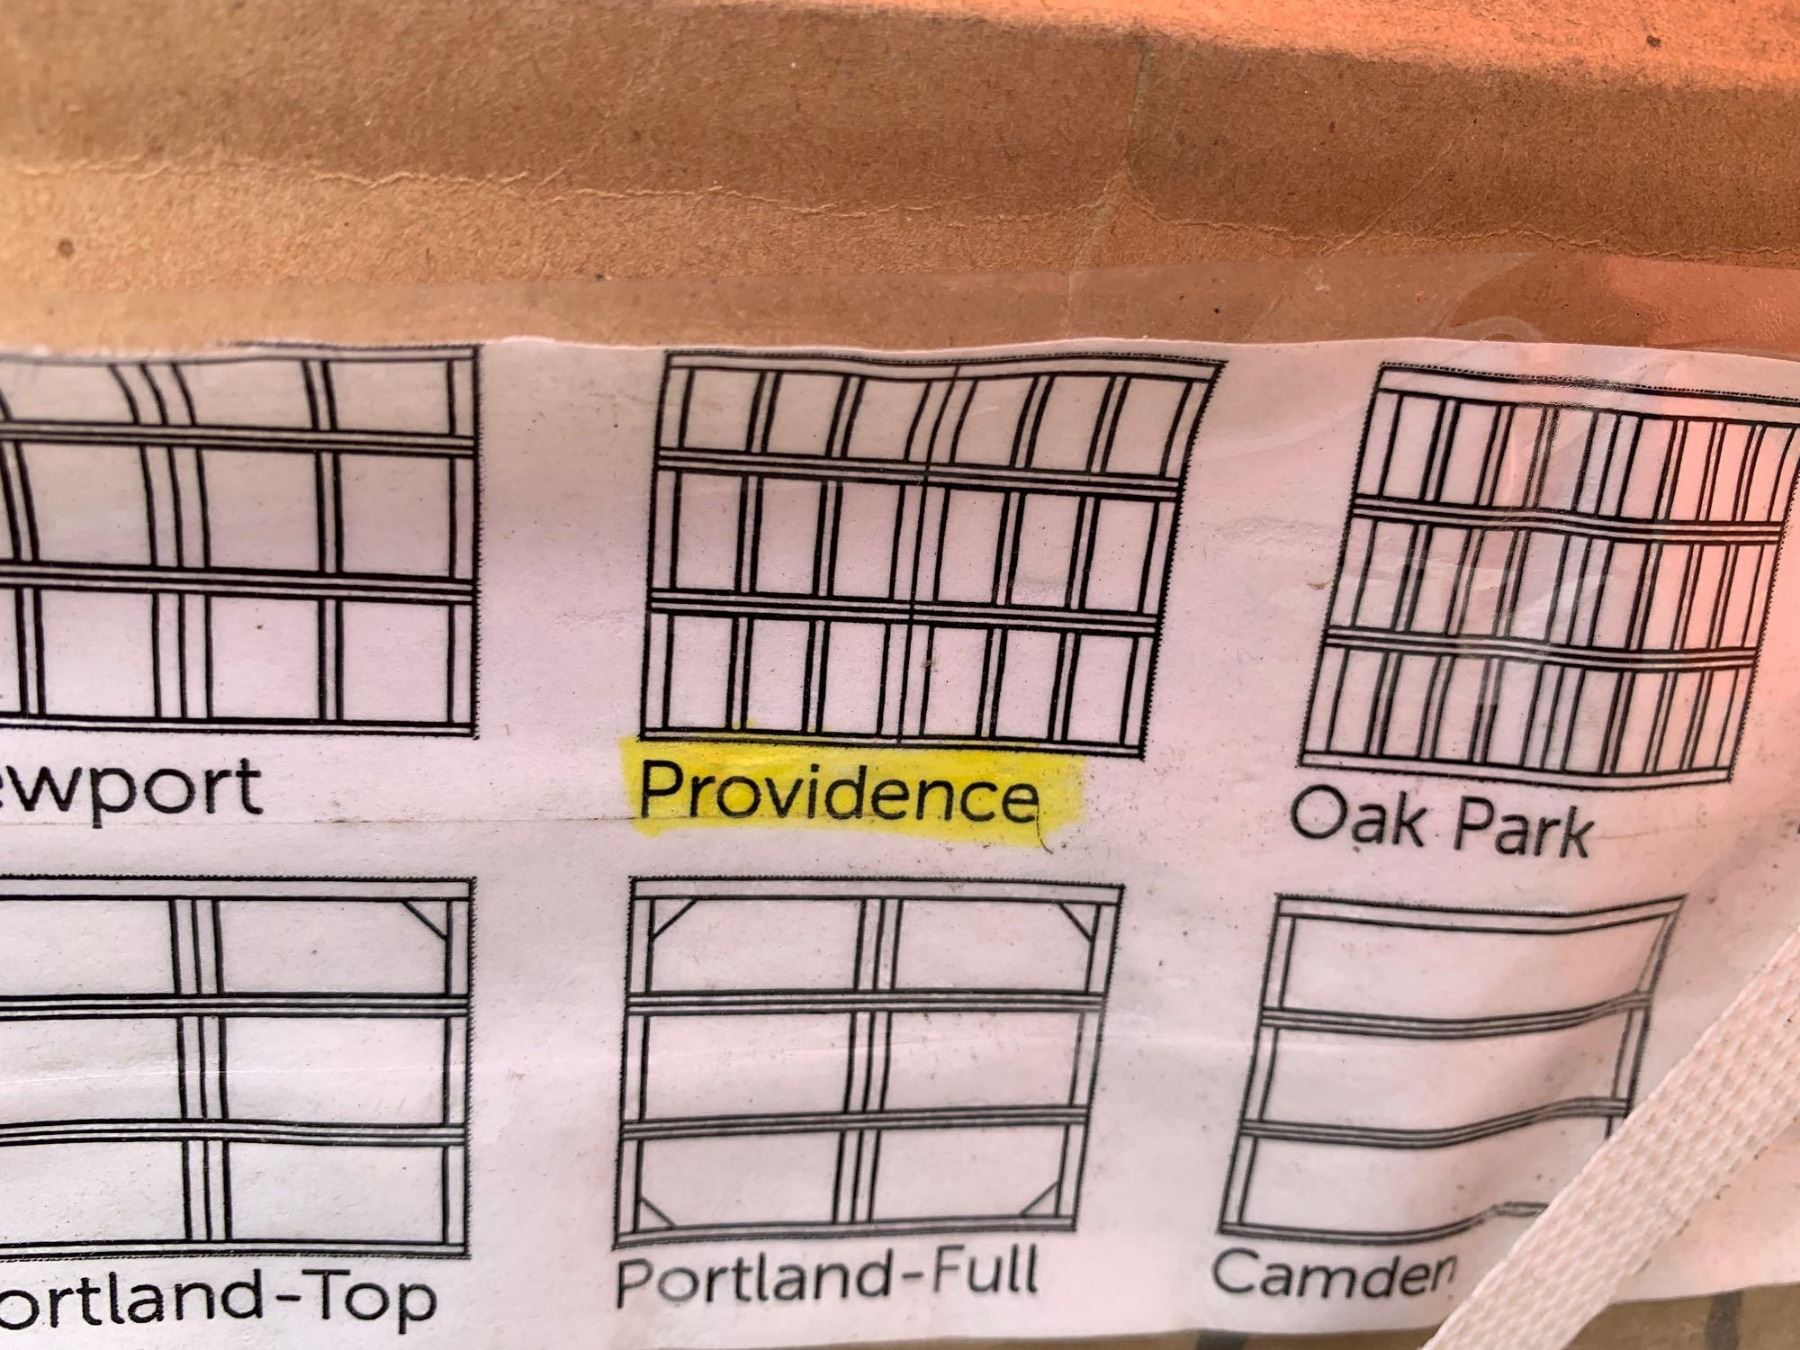 ewport Providence Oak Park
ortland-Top Portland-Full Camden